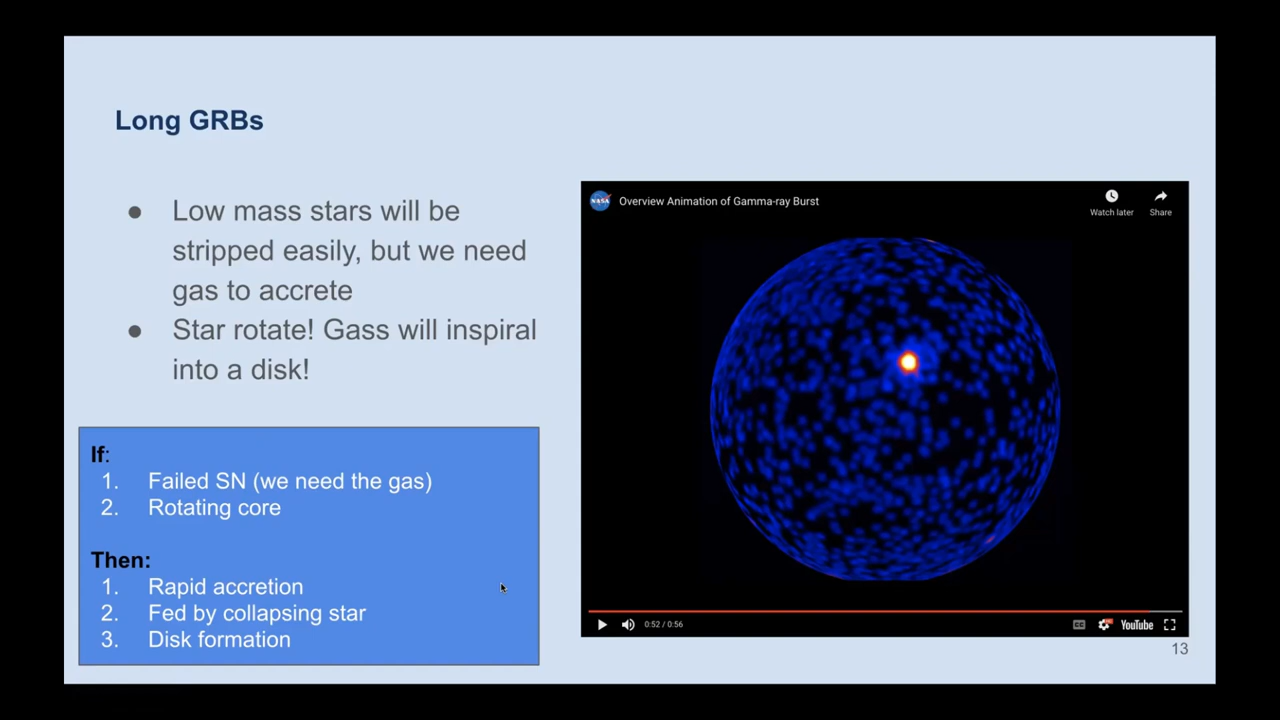 Long GRBs
● Low mass stars will be
stripped easily, but we need
gas to accrete
● Star rotate! Gass will inspiral
into a disk!
If:
1. Failed SN (we need the gas)
2. Rotating core
Then:
1. Rapid accretion
2. Fed by collapsing star
3. Disk formation
NASA
Overview Animation of Gamma-ray Burst
Watch later
Share
0:52 / 0:56
CC
YouTube
13